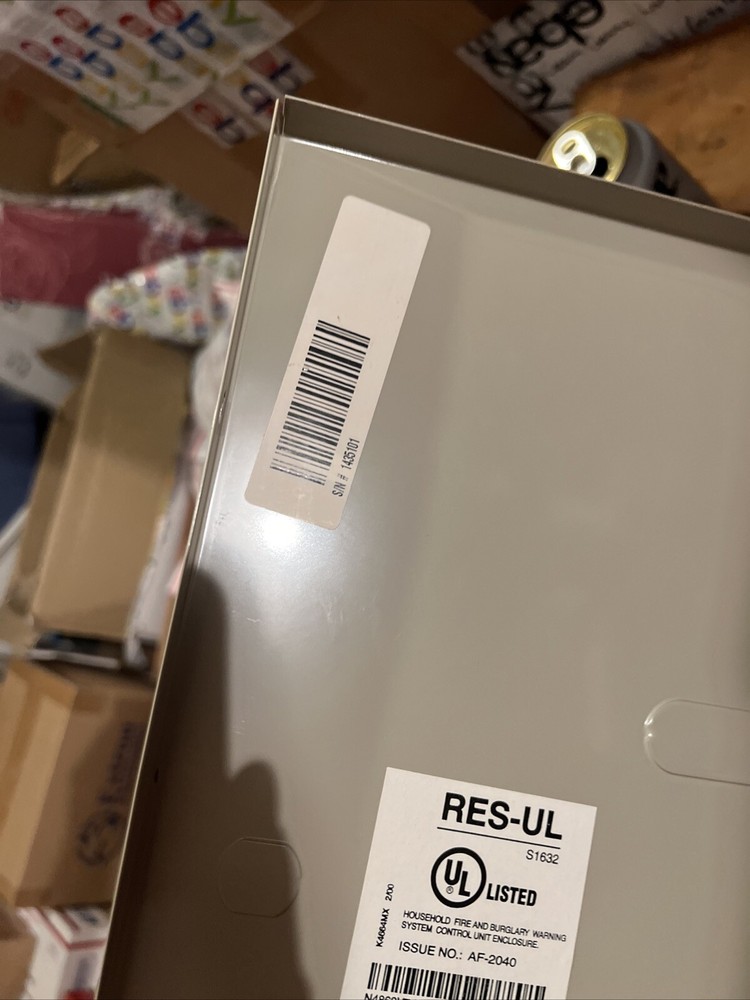 ebay
S/N 1435101
RES-UL
S1632
UL
®
LISTED
HOUSEHOLD FIRE AND BURGLARY WARNING
SYSTEM CONTROL UNIT ENCLOSURE.
ISSUE NO.: AF-2040
K4664MX 2/00